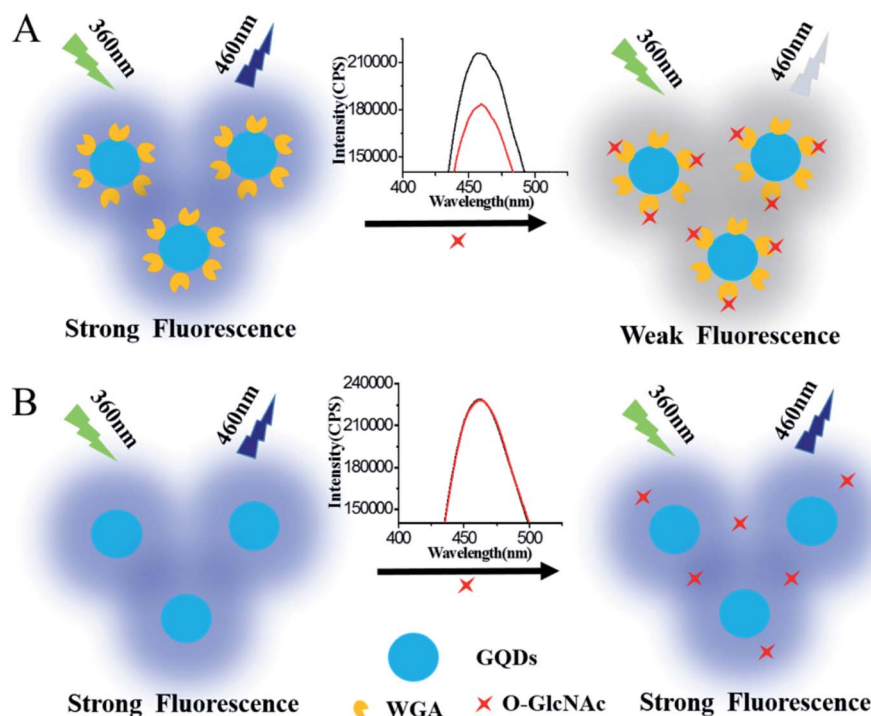 A
360nm
460nm
Intensity(CPS)
210000
180000
150000
400
450
500
Wavelength(nm)
360nm
460nm
Strong Fluorescence
Weak Fluorescence
B
360nm
460nm
Intensity(CPS)
240000
210000
180000
150000
400
450
500
Wavelength(nm)
360nm
460nm
GQDs
Strong Fluorescence
WGA
O-GlcNAc
Strong Fluorescence